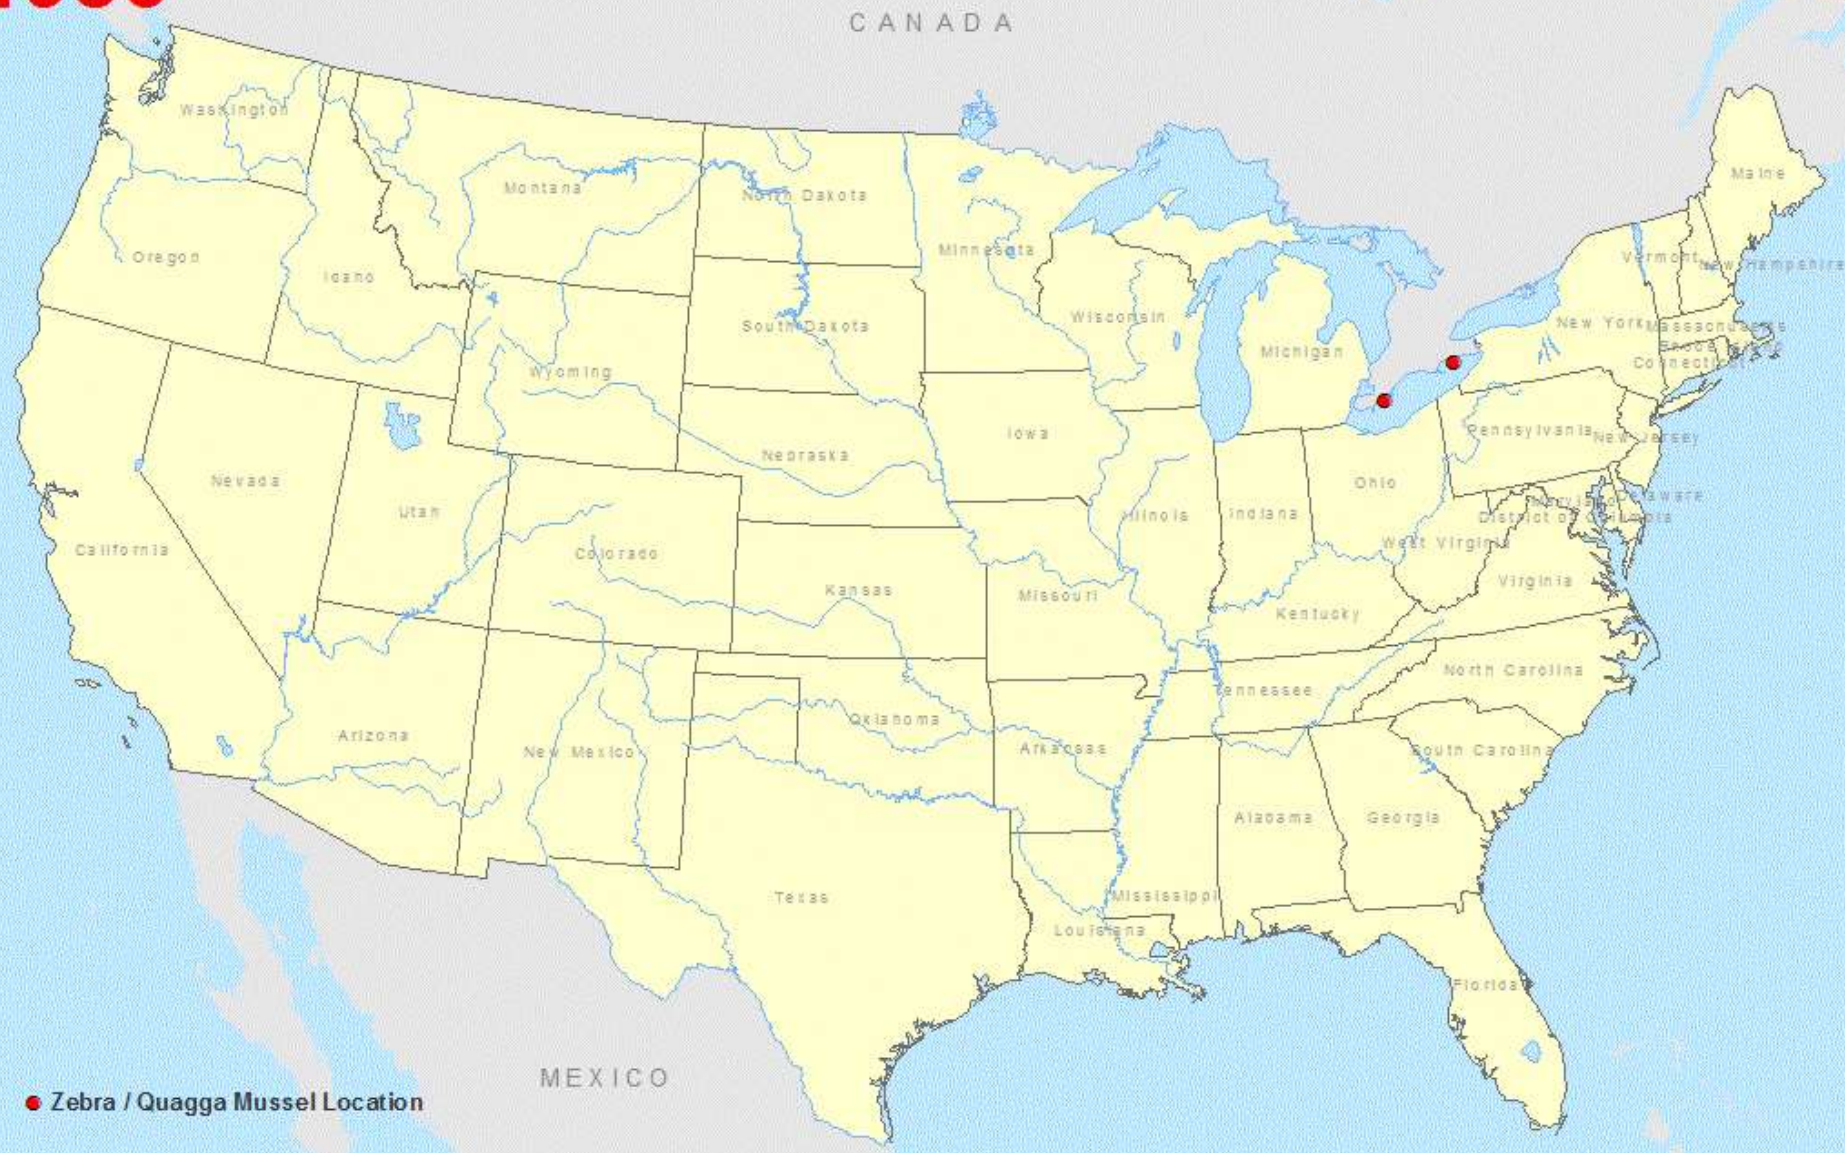 CANADA
Washington
Maine
Montana
North Dakota
Minnesota
Oregon
Idaho
Vermont
New Hampshire
Wisconsin
South Dakota
New York
Massachusetts
Rhode Island
Michigan
Connecticut
Wyoming
Iowa
Pennsylvania
New Jersey
Nebraska
Nevada
Ohio
Maryland
Delaware
Utah
Illinois
Indiana
District of Columbia
West Virginia
California
Colorado
Virginia
Kansas
Missouri
Kentucky
North Carolina
Tennessee
Oklahoma
Arizona
New Mexico
Arkansas
South Carolina
Alabama
Georgia
Texas
Mississippi
Louisiana
Florida
MEXICO
Zebra / Quagga Mussel Location